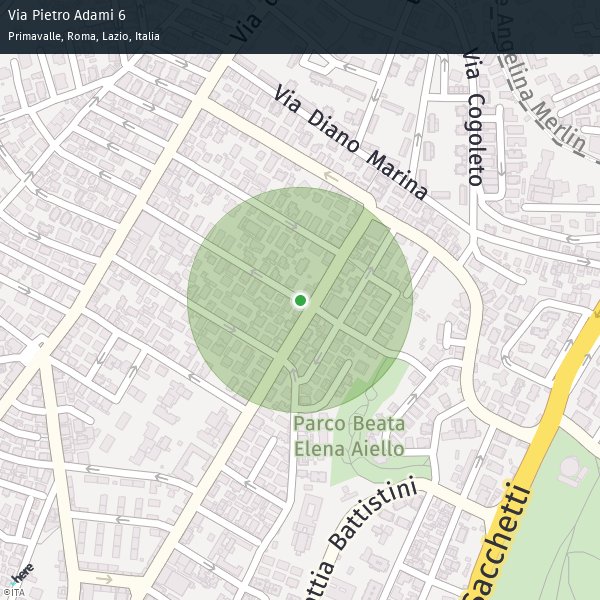 Via Pietro Adami 6
Primavalle, Roma, Lazio, Italia
Via
Angelina Merlin
Via Cogoleto
Via Diano Marina
Parco Beata
Elena Aiello
Battistini
Sacchetti
here
©ITA